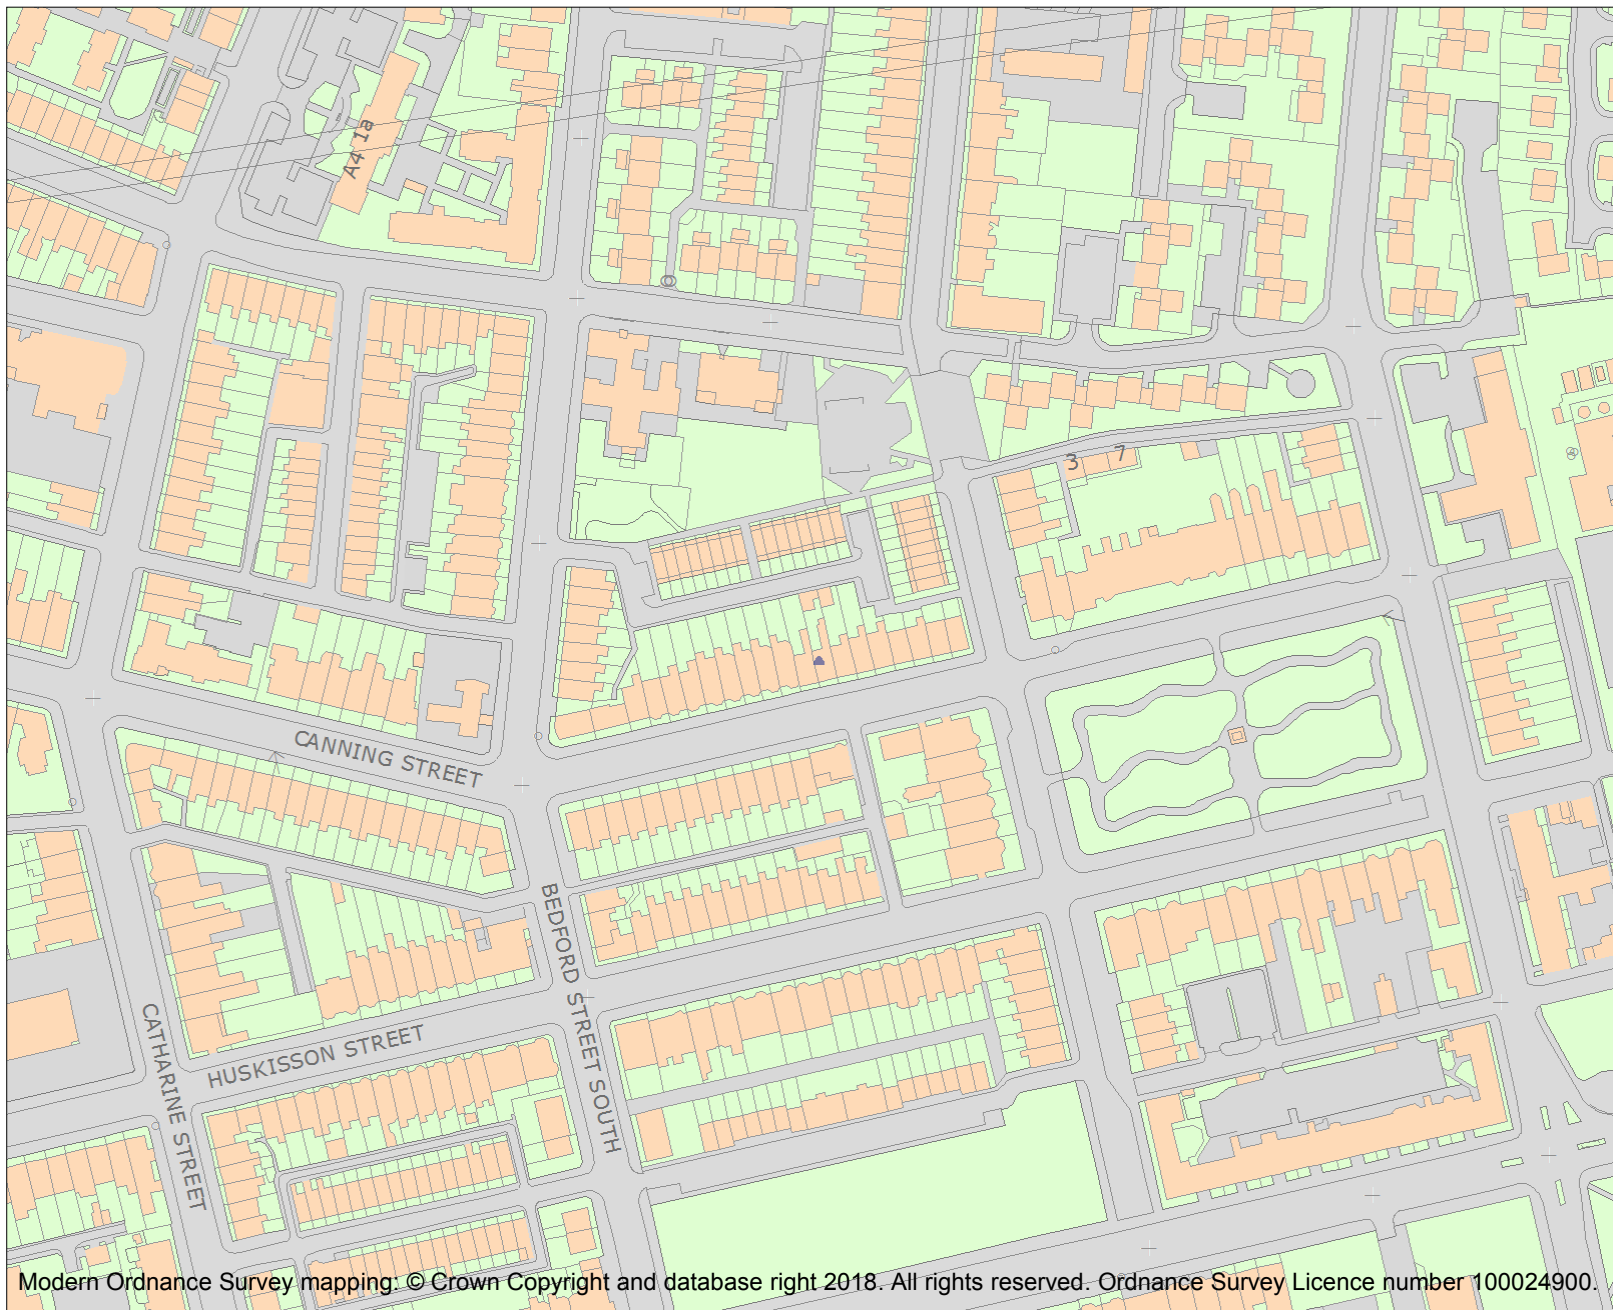 A4 1a
3 7
CANNING STREET
BEDFORD STREET SOUTH
CATHARINE STREET
HUSKISSON STREET
Modern Ordnance Survey mapping: © Crown Copyright and database right 2018. All rights reserved. Ordnance Survey Licence number 100024900.